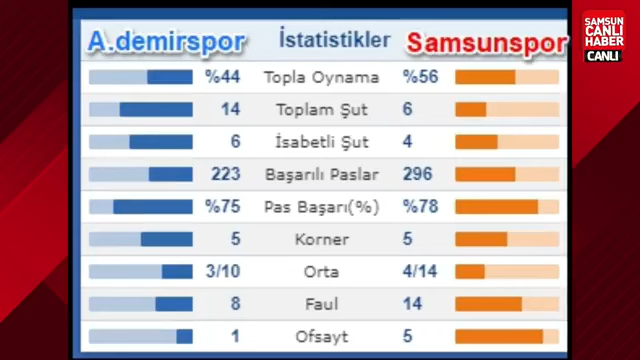 A.demirspor İstatistikler Samsunspor
%44 Topla Oynama %56
14 Toplam Şut 6
6 İsabetli Şut 4
223 Başarılı Paslar 296
%75 Pas Başarı(%) %78
5 Korner 5
3/10 Orta 4/14
8 Faul 14
1 Ofsayt 5
SAMSUN
CANLI
HABER
CANLI